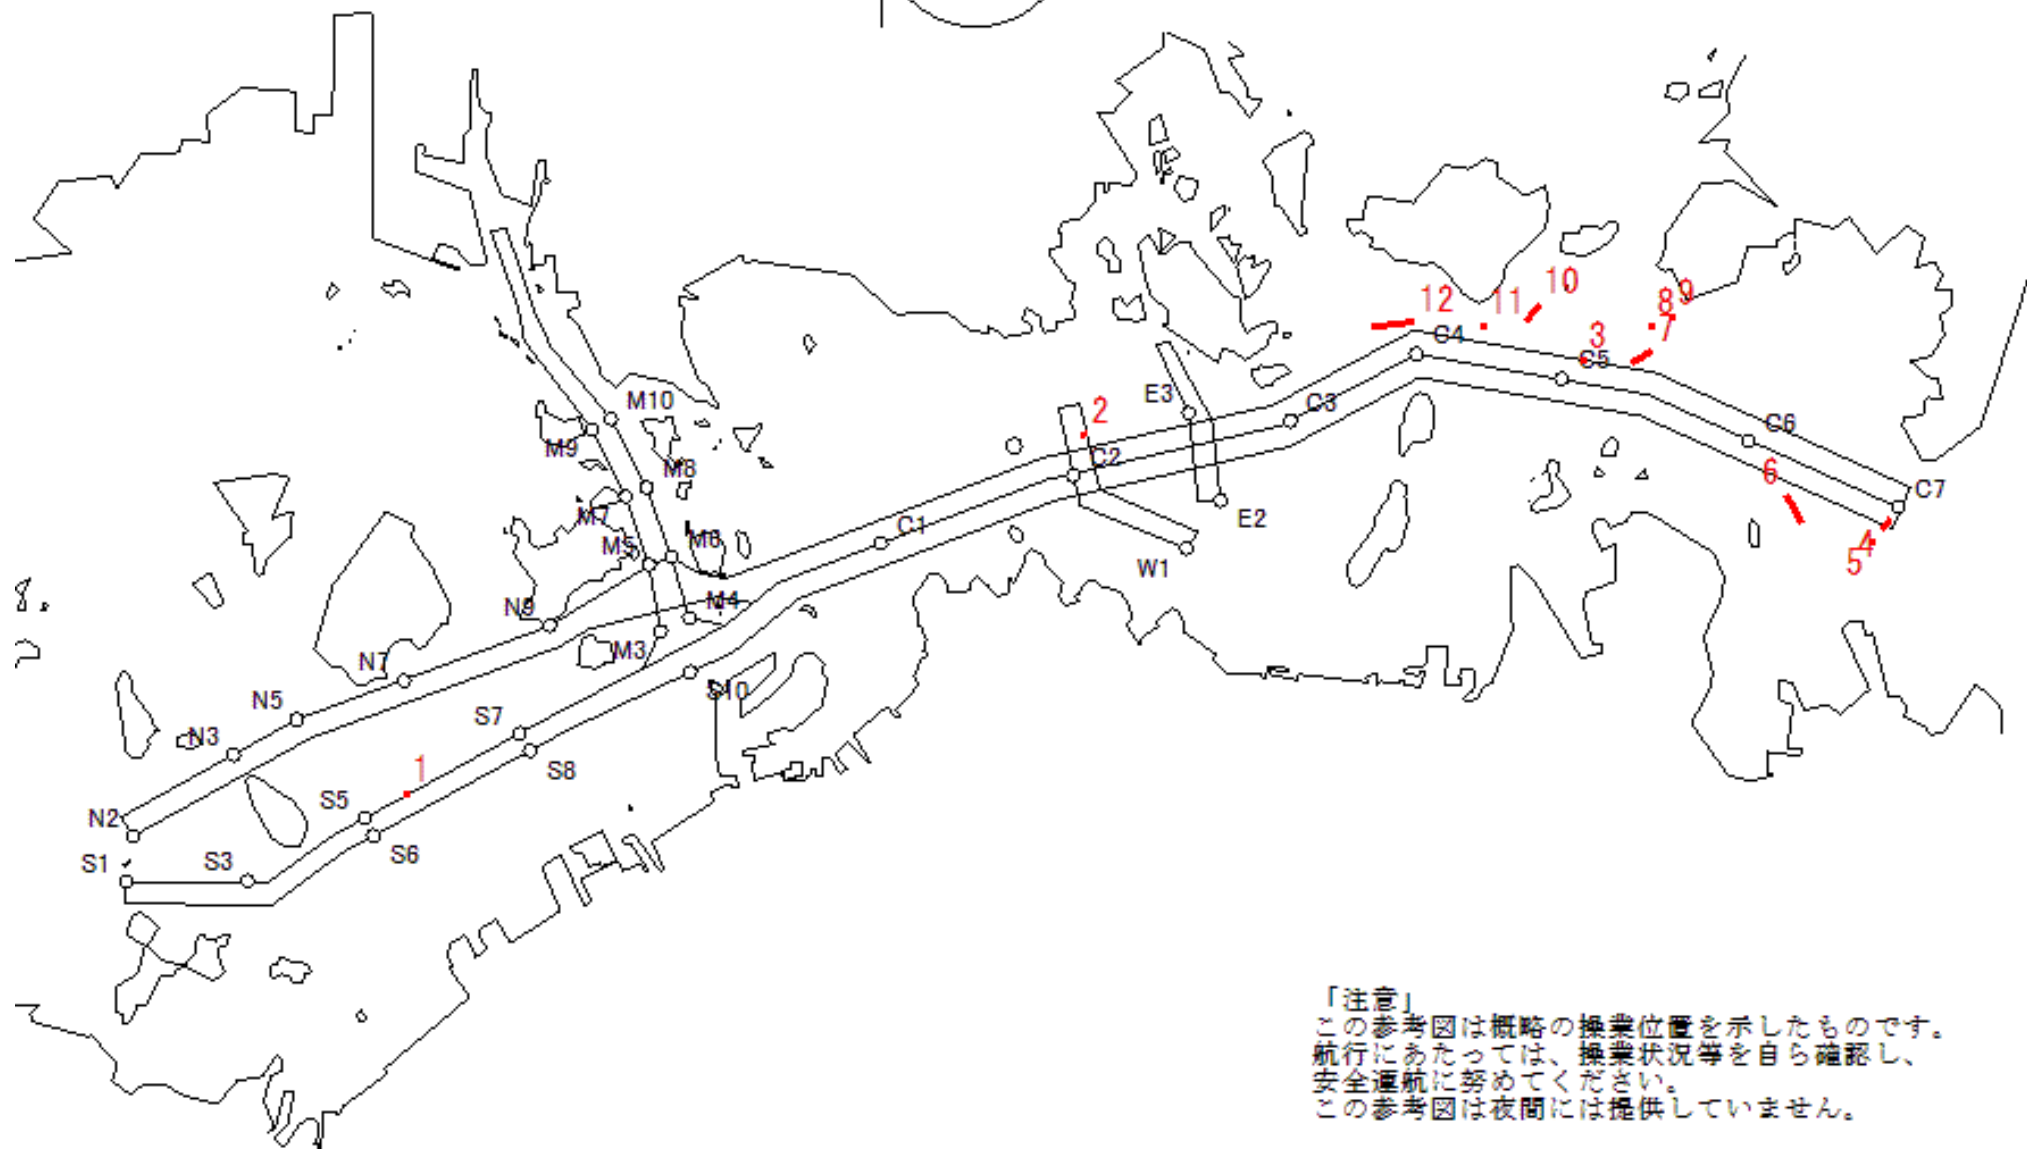 10
9
12
11
8
C4
3
7
C5
E3
M10
2
C3
C6
M9
M8
C2
6
C7
M7
E2
C1
M5
M6
4
W1
5
N9
M4
M3
N7
S10
N5
S7
N3
1
S8
S5
N2
S6
S1
S3
「注意」
この参考図は概略の操業位置を示したものです。
航行にあたっては、操業状況等を自ら確認し、
安全運航に努めてください。
この参考図は夜間には提供していません。